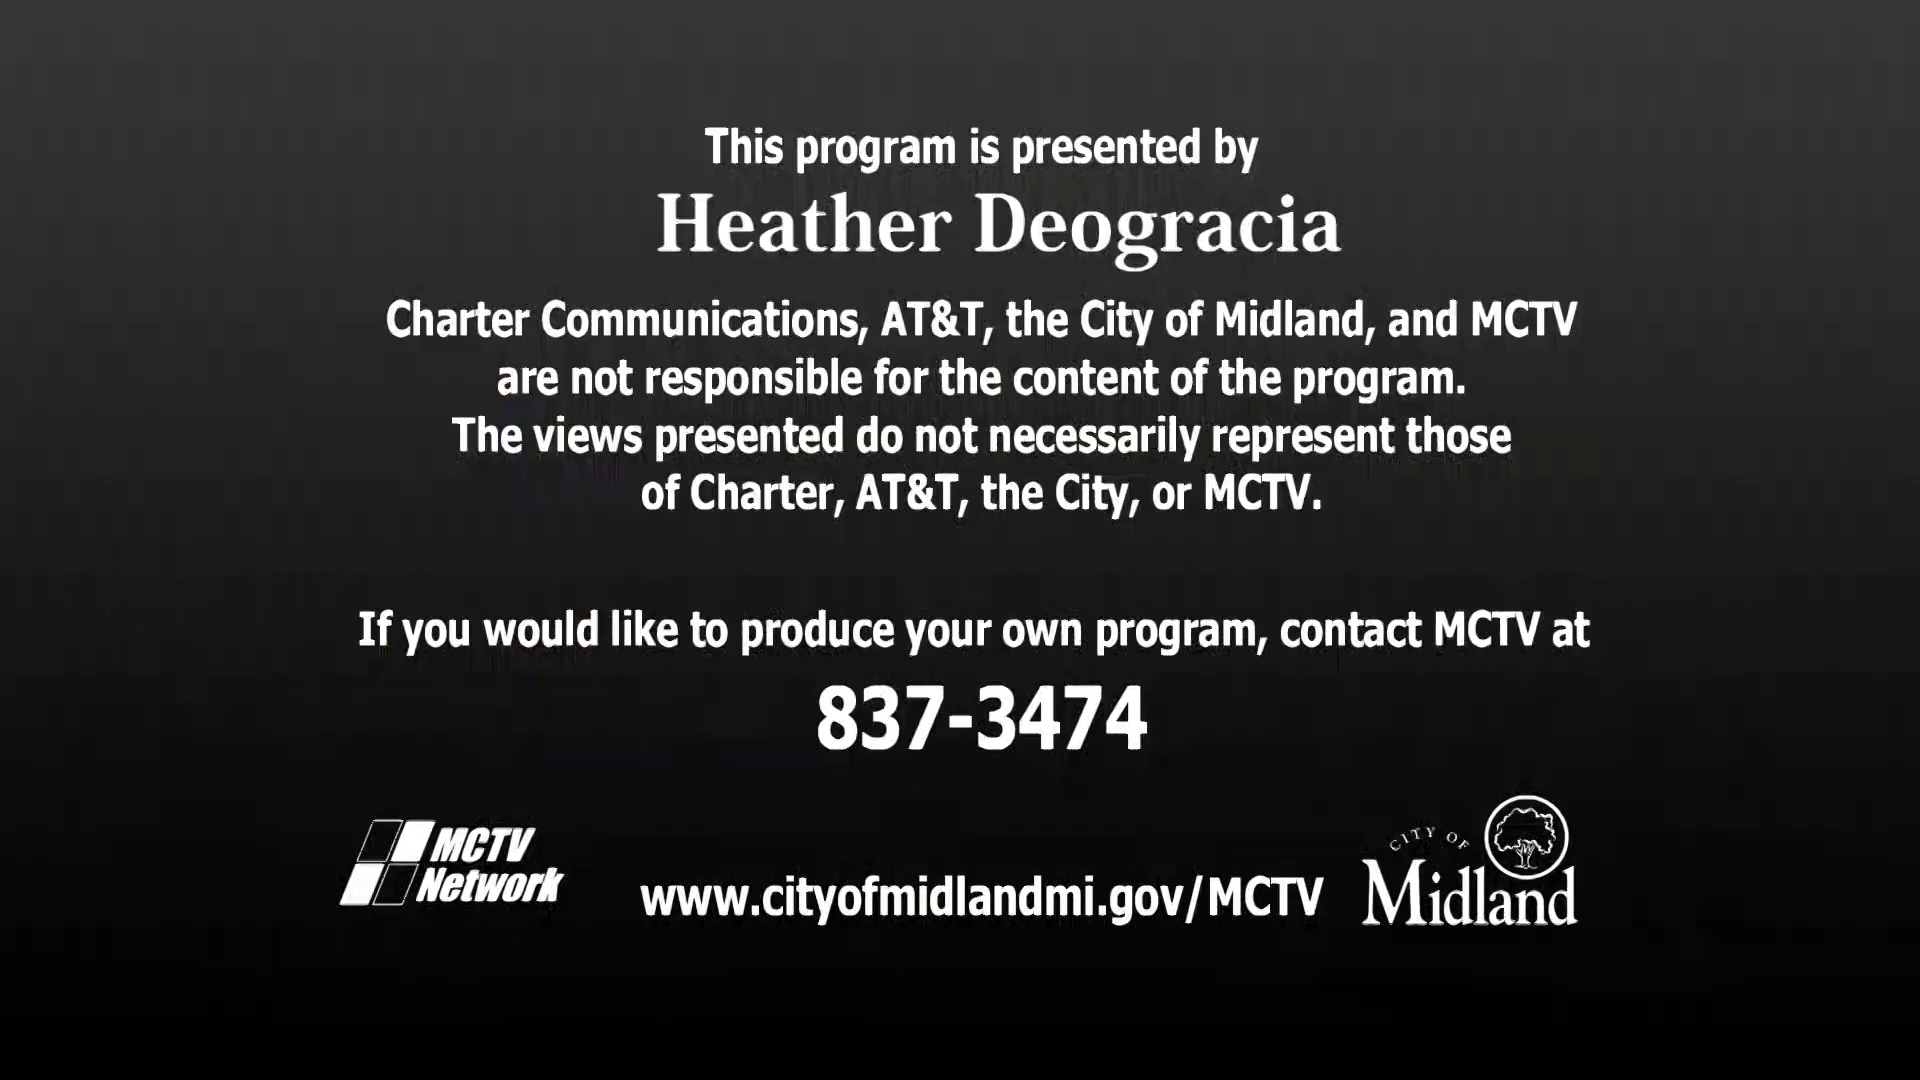 This program is presented by
Heather Deogracia
Charter Communications, AT&T, the City of Midland, and MCTV
are not responsible for the content of the program.
The views presented do not necessarily represent those
of Charter, AT&T, the City, or MCTV.
If you would like to produce your own program, contact MCTV at
837-3474
MCTV
Network
www.cityofmidlandmi.gov/MCTV
CITY OF
Midland